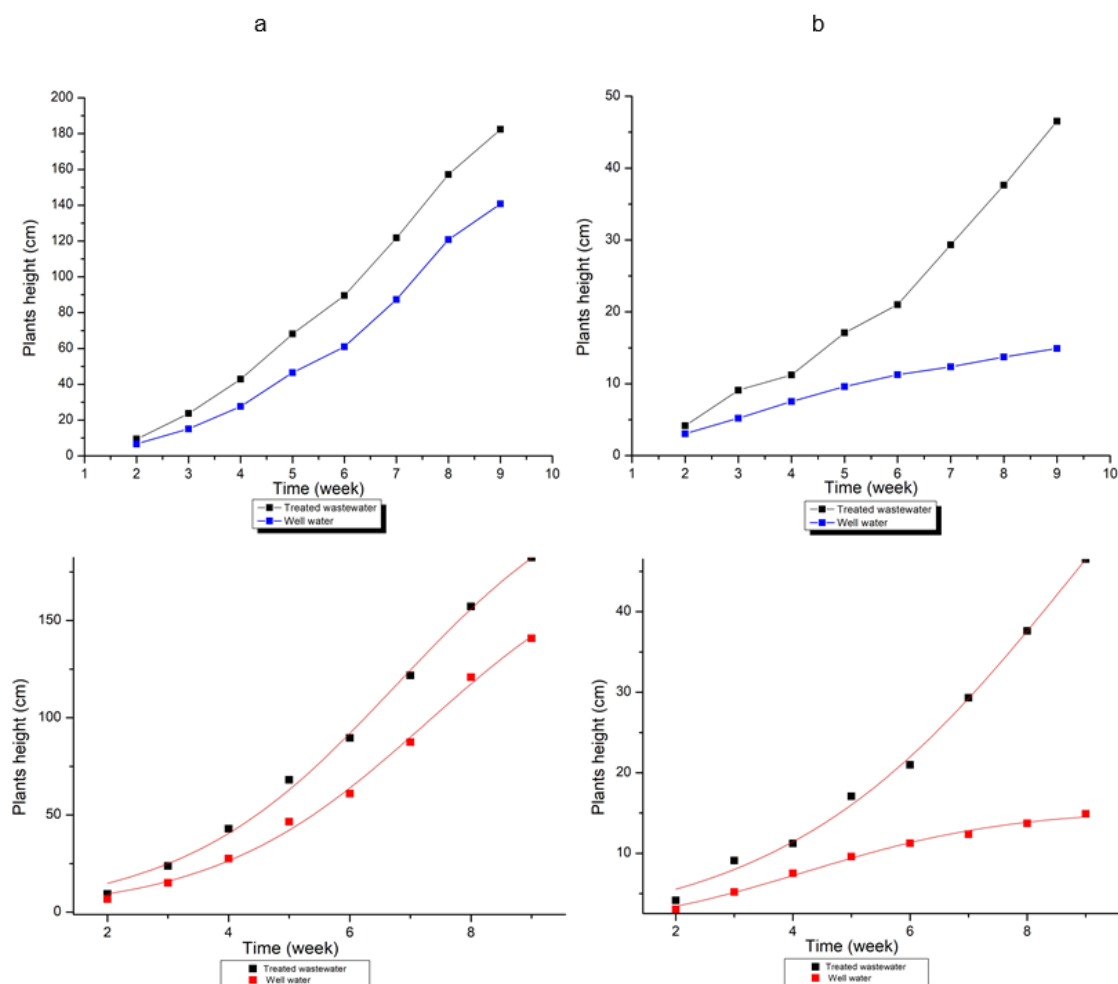 a
b
200
180
160
140
120
100
80
60
40
20
0
Plants height (cm)
1 2 3 4 5 6 7 8 9 10
Time (week)
Treated wastewater
Well water
50
40
30
20
10
0
Plants height (cm)
1 2 3 4 5 6 7 8 9 10
Time (week)
Treated wastewater
Well water
150
100
50
0
Plants height (cm)
2 4 6 8
Time (week)
Treated wastewater
Well water
40
30
20
10
Plants height (cm)
2 4 6 8
Time (week)
Treated wastewater
Well water